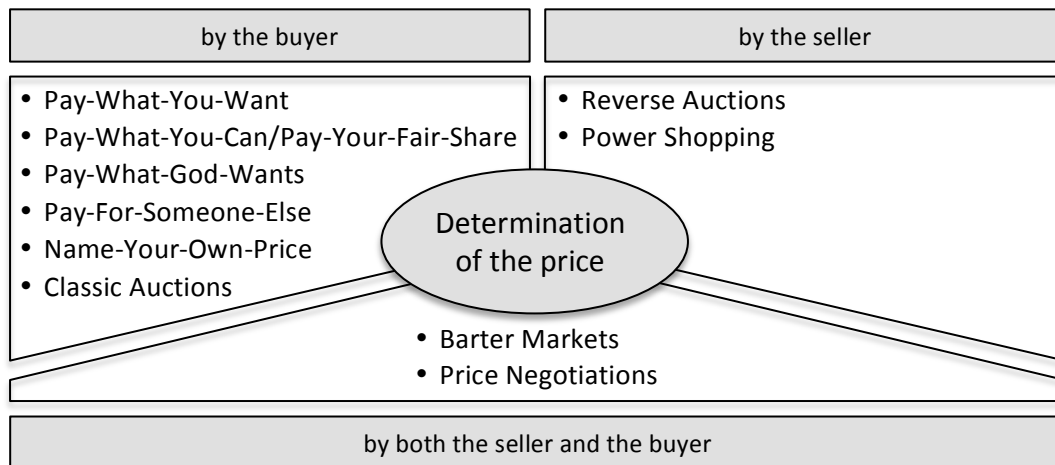 by the buyer
by the seller
• Pay-What-You-Want
• Pay-What-You-Can/Pay-Your-Fair-Share
• Pay-What-God-Wants
• Pay-For-Someone-Else
• Name-Your-Own-Price
• Classic Auctions
• Reverse Auctions
• Power Shopping
Determination
of the price
• Barter Markets
• Price Negotiations
by both the seller and the buyer